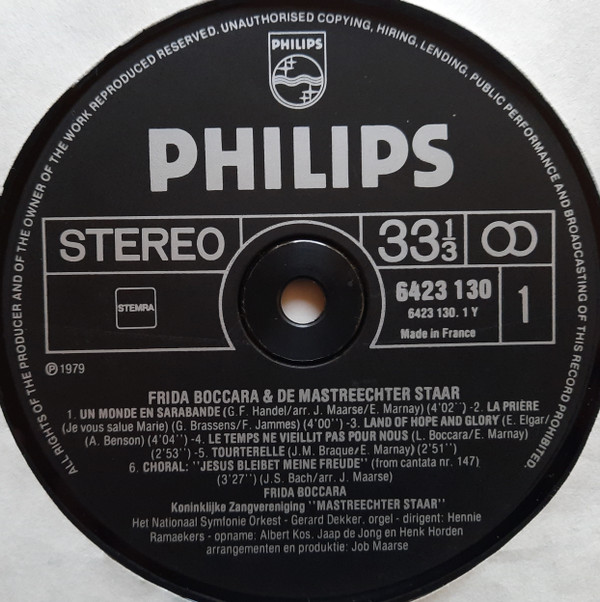 ALL RIGHTS OF THE PRODUCER AND OF THE OWNER OF THE WORK REPRODUCED RESERVED. UNAUTHORISED COPYING, HIRING, LENDING, PUBLIC PERFORMANCE AND BROADCASTING OF THIS RECORD PROHIBITED.
PHILIPS
PHILIPS
STEREO
33 1/3
STEMRA
6423 130
6423 130. 1 Y
Made in France
1
℗ 1979
FRIDA BOCCARA & DE MASTREECHTER STAAR
1. UN MONDE EN SARABANDE (G. F. Handel/arr. J. Maarse/E. Marnay) (4'02'') -2. LA PRIÈRE
(Je vous salue Marie) (G. Brassens/F. Jammes) (4'00'') -3. LAND OF HOPE AND GLORY (E. Elgar/
(A. Benson) (4'04'') -4. LE TEMPS NE VIEILLIT PAS POUR NOUS (L. Boccara/E. Marnay)
(2'53'') -5. TOURTERELLE (J.M. Braque/E. Marnay) (2'51'')
6. CHORAL: "JESUS BLEIBET MEINE FREUDE" (from cantata nr. 147)
(3'27'') (J.S. Bach/arr. J. Maarse)
FRIDA BOCCARA
Koninklijke Zangvereniging "MASTREECHTER STAAR"
Het Nationaal Symfonie Orkest - Gerard Dekker, orgel - dirigent: Hennie
Ramaekers - opname: Albert Kos, Jaap de Jong en Henk Horden
arrangementen en produktie: Job Maarse